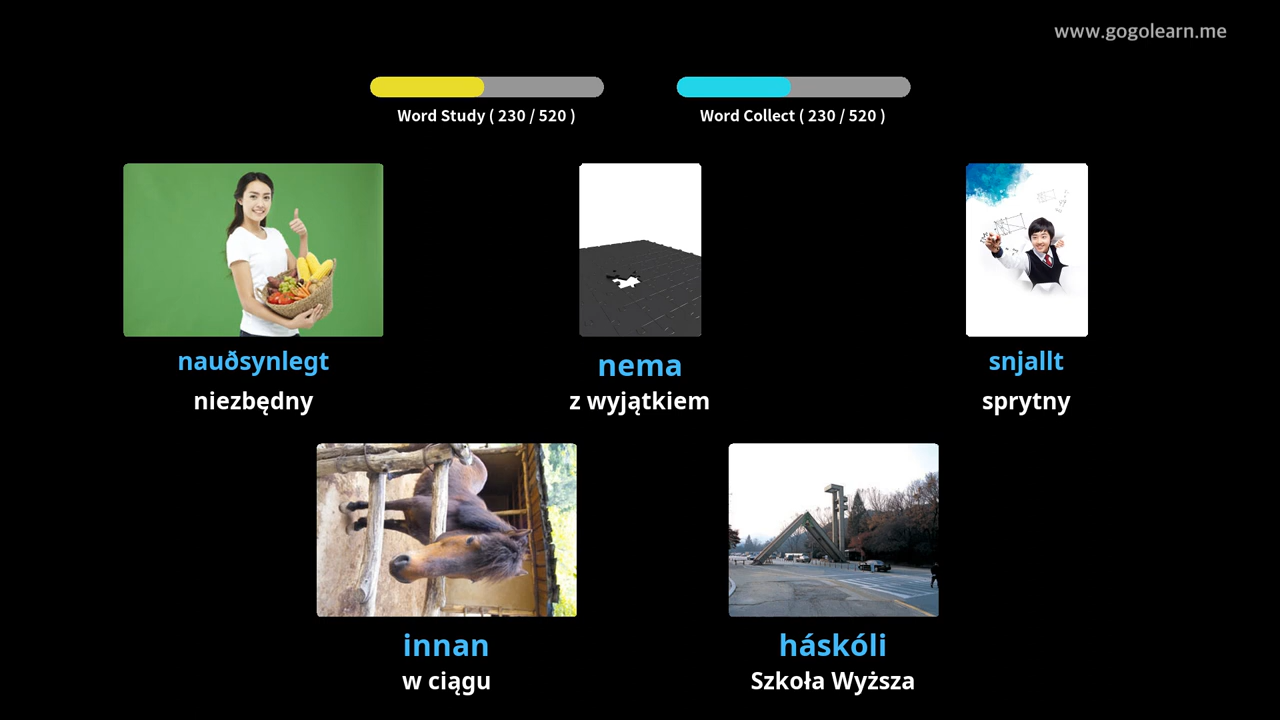 www.gogolearn.me
Word Study ( 230 / 520 )
Word Collect ( 230 / 520 )
nauðsynlegt
niezbędny
nema
z wyjątkiem
snjallt
sprytny
innan
w ciągu
háskóli
Szkoła Wyższa